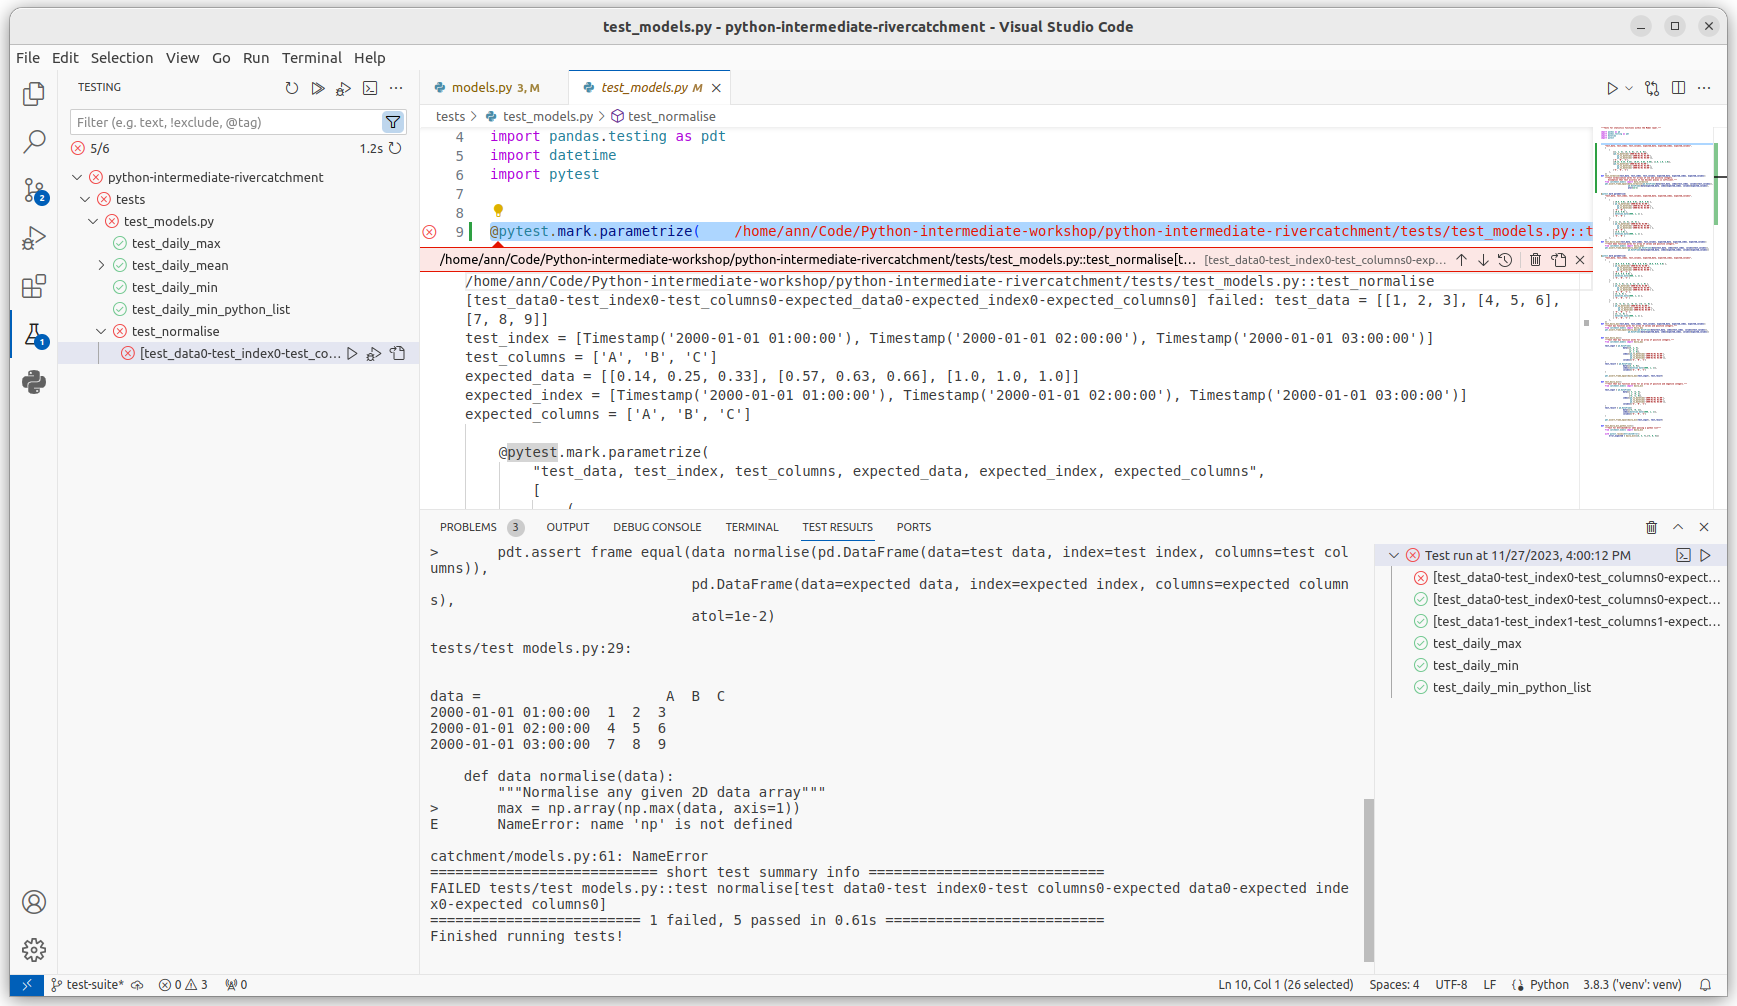 test_models.py - python-intermediate-rivercatchment - Visual Studio Code
File Edit Selection View Go Run Terminal Help
TESTING
Filter (e.g. text, !exclude, @tag)
5/6 1.2s
python-intermediate-rivercatchment
tests
test_models.py
test_daily_max
test_daily_mean
test_daily_min
test_daily_min_python_list
test_normalise
[test_data0-test_index0-test_co...
2
1
models.py 3, M test_models.py M
tests > test_models.py > test_normalise
4 import pandas.testing as pdt
5 import datetime
6 import pytest
7
8
9 @pytest.mark.parametrize( /home/ann/Code/Python-intermediate-workshop/python-intermediate-rivercatchment/tests/test_models.py::t
/home/ann/Code/Python-intermediate-workshop/python-intermediate-rivercatchment/tests/test_models.py::test_normalise[t... [test_data0-test_index0-test_columns0-exp...
/home/ann/Code/Python-intermediate-workshop/python-intermediate-rivercatchment/tests/test_models.py::test_normalise
[test_data0-test_index0-test_columns0-expected_data0-expected_index0-expected_columns0] failed: test_data = [[1, 2, 3], [4, 5, 6],
[7, 8, 9]]
test_index = [Timestamp('2000-01-01 01:00:00'), Timestamp('2000-01-01 02:00:00'), Timestamp('2000-01-01 03:00:00')]
test_columns = ['A', 'B', 'C']
expected_data = [[0.14, 0.25, 0.33], [0.57, 0.63, 0.66], [1.0, 1.0, 1.0]]
expected_index = [Timestamp('2000-01-01 01:00:00'), Timestamp('2000-01-01 02:00:00'), Timestamp('2000-01-01 03:00:00')]
expected_columns = ['A', 'B', 'C']
@pytest.mark.parametrize(
"test_data, test_index, test_columns, expected_data, expected_index, expected_columns",
[
(
PROBLEMS 3 OUTPUT DEBUG CONSOLE TERMINAL TEST RESULTS PORTS
> pdt.assert frame equal(data normalise(pd.DataFrame(data=test data, index=test index, columns=test col
umns)),
pd.DataFrame(data=expected data, index=expected index, columns=expected column
s),
atol=1e-2)
tests/test models.py:29:
data = A B C
2000-01-01 01:00:00 1 2 3
2000-01-01 02:00:00 4 5 6
2000-01-01 03:00:00 7 8 9
def data normalise(data):
"""Normalise any given 2D data array"""
> max = np.array(np.max(data, axis=1))
E NameError: name 'np' is not defined
catchment/models.py:61: NameError
=========================== short test summary info ============================
FAILED tests/test models.py::test normalise[test data0-test index0-test columns0-expected data0-expected inde
x0-expected columns0]
========================= 1 failed, 5 passed in 0.61s ==========================
Finished running tests!
Test run at 11/27/2023, 4:00:12 PM
[test_data0-test_index0-test_columns0-expect...
[test_data0-test_index0-test_columns0-expect...
[test_data1-test_index1-test_columns1-expect...
test_daily_max
test_daily_min
test_daily_min_python_list
test-suite* 0 3 0 Ln 10, Col 1 (26 selected) Spaces: 4 UTF-8 LF Python 3.8.3 ('venv': venv)